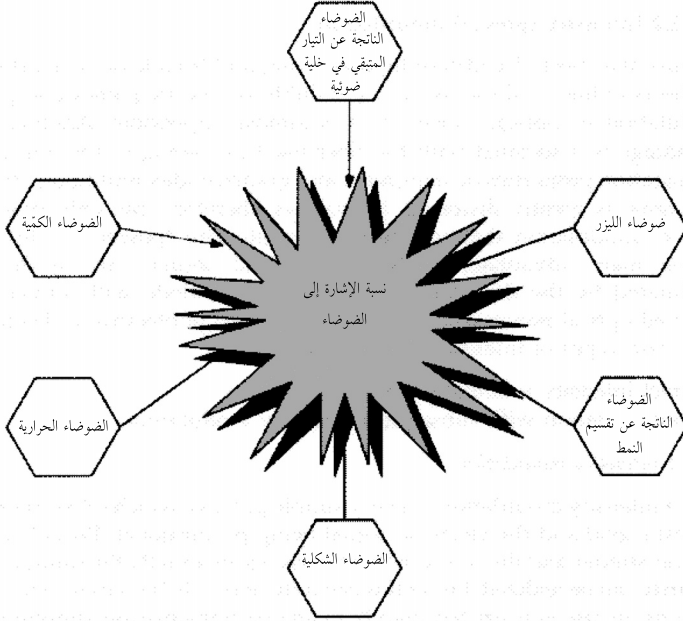 الضوضاء
الناتجة عن التيار
المتبقي في خلية
ضوئية
ضوضاء الليزر
الضوضاء الكمّية
نسبة الإشارة إلى
الضوضاء
الضوضاء
الناتجة عن تقسيم
النمط
الضوضاء الحرارية
الضوضاء الشكلية